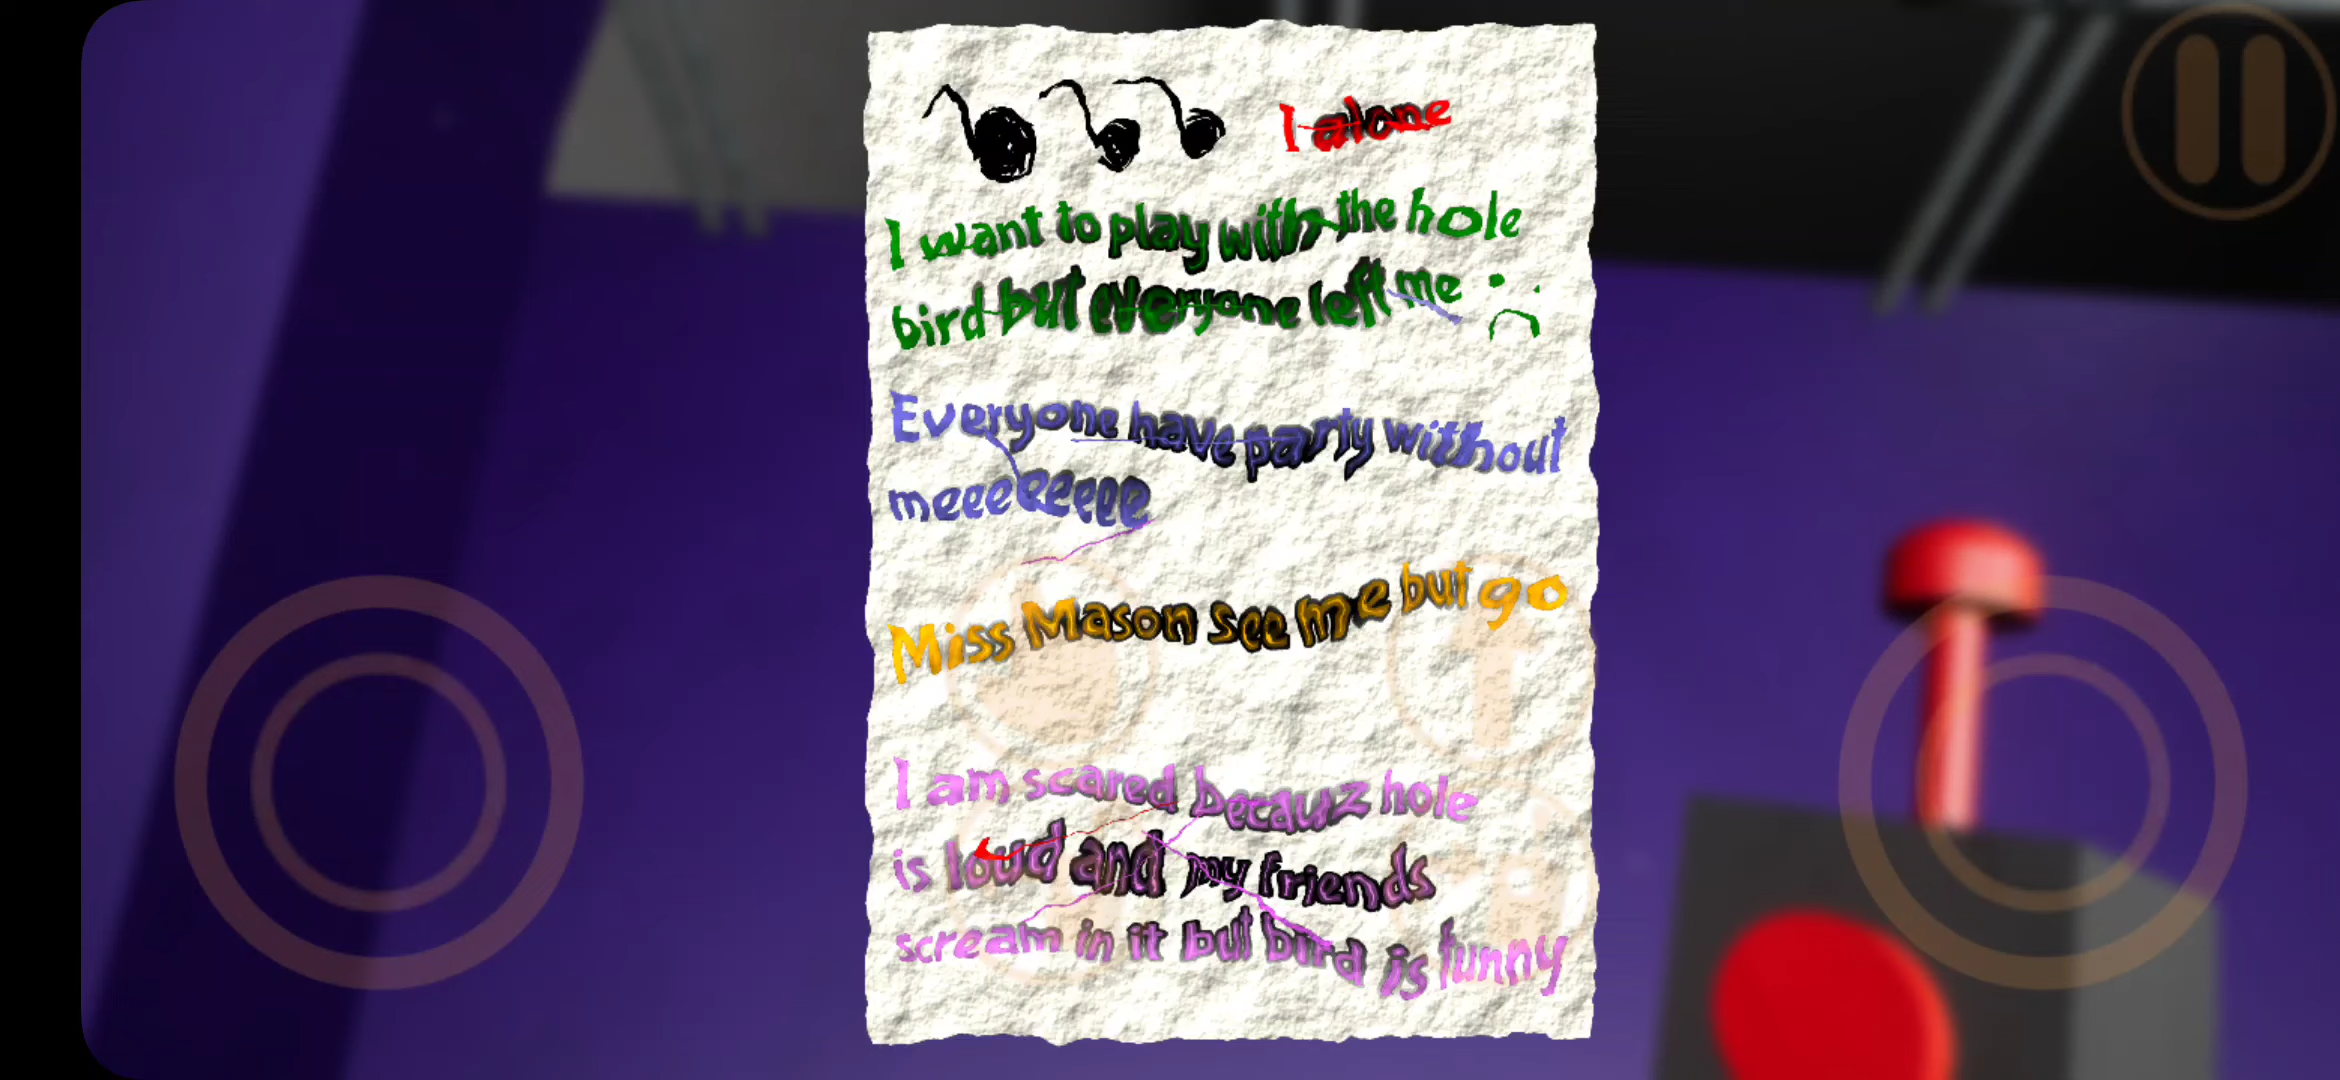 I alone
I want to play with the hole
bird but everyone left me :(
Everyone have party without
meeeeeeee
Miss Mason see me but go
I am scared becauz hole
is loud and my friends
scream in it but bird is funny